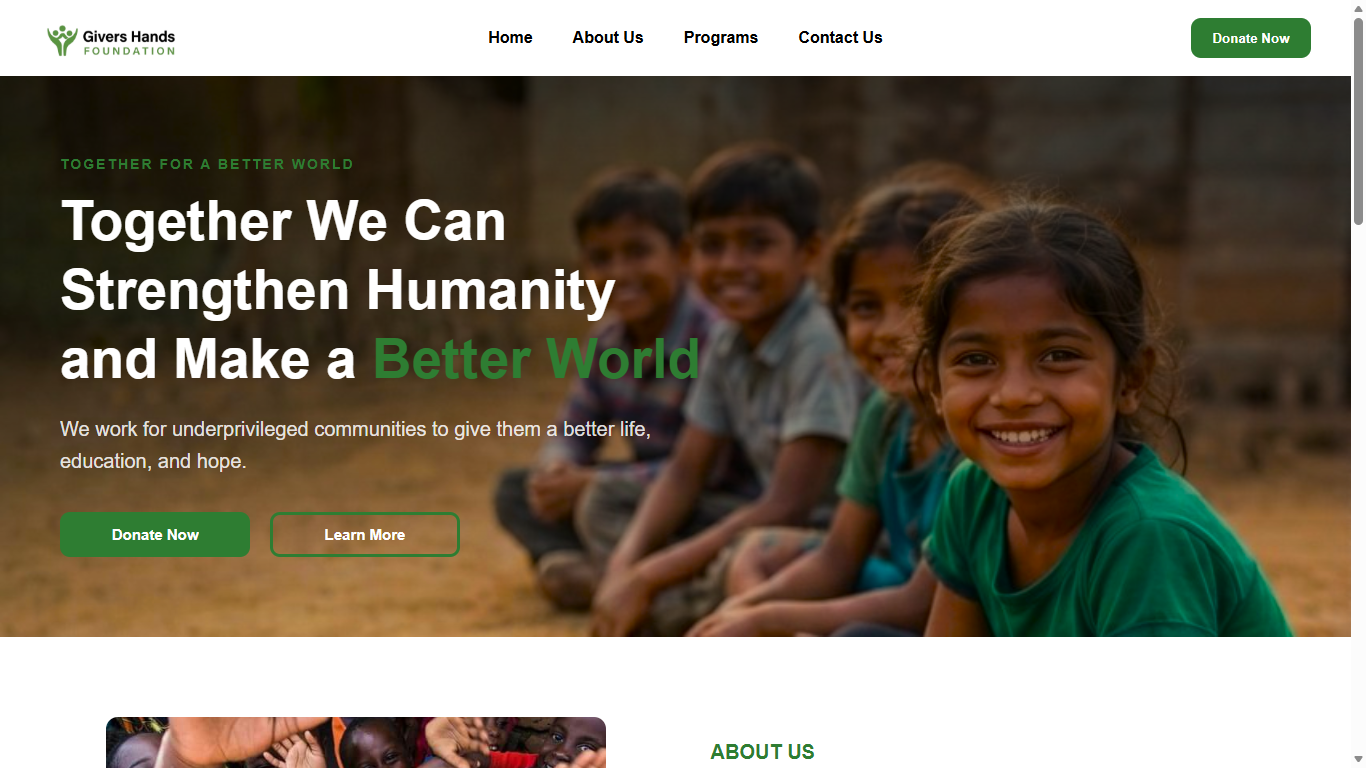 Givers Hands
FOUNDATION
Home
About Us
Programs
Contact Us
Donate Now
TOGETHER FOR A BETTER WORLD
Together We Can
Strengthen Humanity
and Make a Better World
We work for underprivileged communities to give them a better life,
education, and hope.
Donate Now
Learn More
ABOUT US